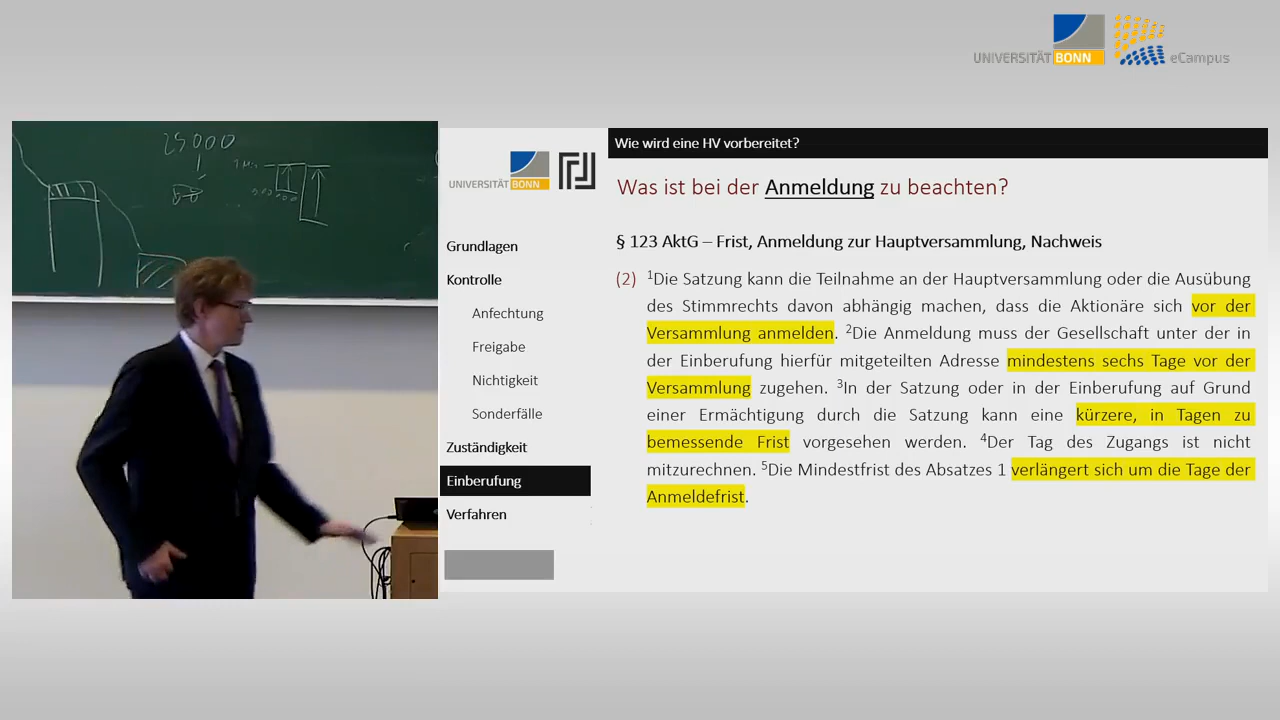 UNIVERSITÄT BONN eCampus
25000
UNIVERSITÄT BONN
Grundlagen
Kontrolle
Anfechtung
Freigabe
Nichtigkeit
Sonderfälle
Zuständigkeit
Einberufung
Verfahren
Wie wird eine HV vorbereitet?
Was ist bei der Anmeldung zu beachten?
§ 123 AktG – Frist, Anmeldung zur Hauptversammlung, Nachweis
(2) ¹Die Satzung kann die Teilnahme an der Hauptversammlung oder die Ausübung
des Stimmrechts davon abhängig machen, dass die Aktionäre sich vor der
Versammlung anmelden. ²Die Anmeldung muss der Gesellschaft unter der in
der Einberufung hierfür mitgeteilten Adresse mindestens sechs Tage vor der
Versammlung zugehen. ³In der Satzung oder in der Einberufung auf Grund
einer Ermächtigung durch die Satzung kann eine kürzere, in Tagen zu
bemessende Frist vorgesehen werden. ⁴Der Tag des Zugangs ist nicht
mitzurechnen. ⁵Die Mindestfrist des Absatzes 1 verlängert sich um die Tage der
Anmeldefrist.